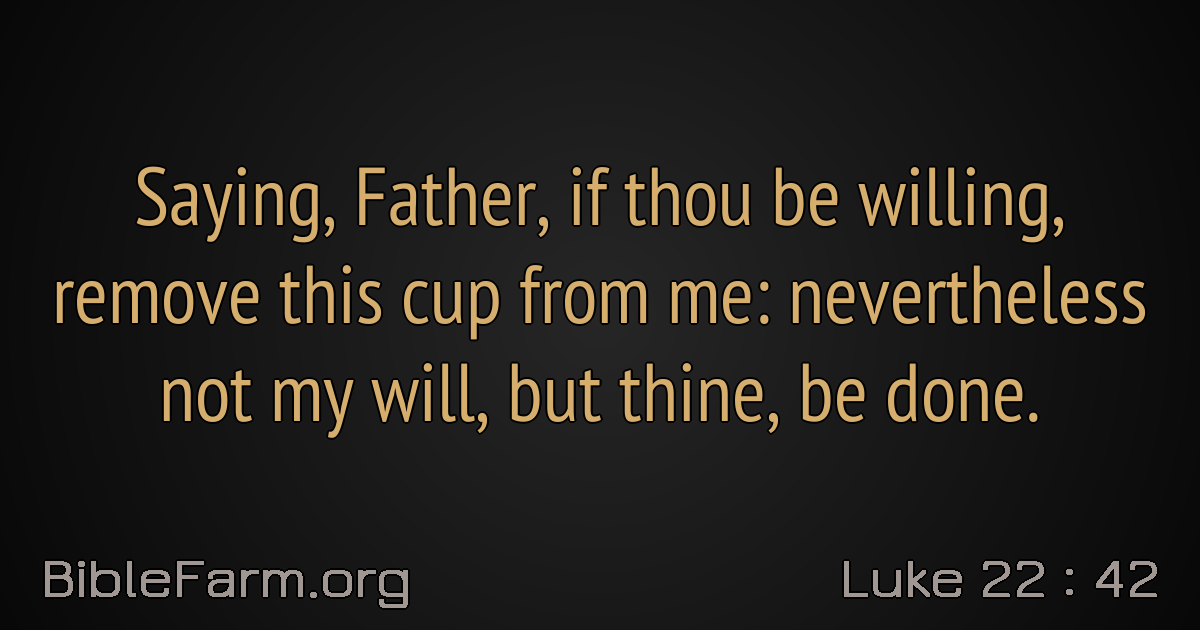 Saying, Father, if thou be willing,
remove this cup from me: nevertheless
not my will, but thine, be done.
BibleFarm.org
Luke 22 : 42